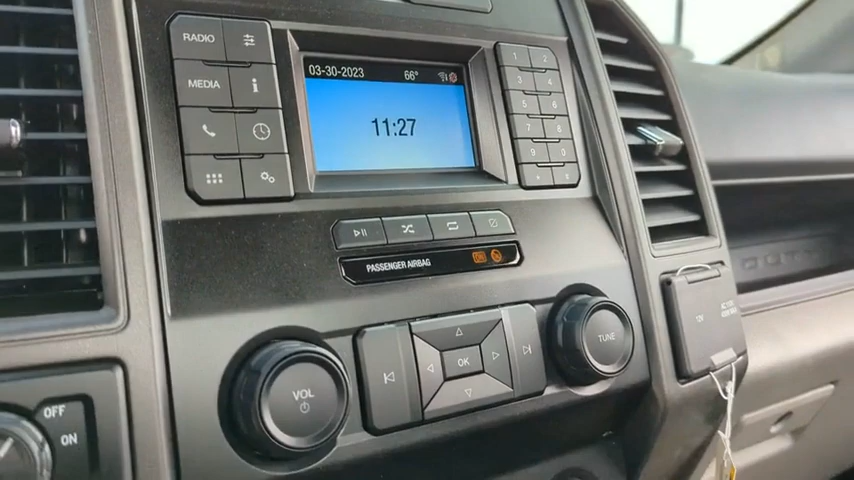 RADIO
MEDIA
i
03-30-2023 66°
11:27
1 2
3 4
5 6
7 8
9 0
* #
PASSENGER AIRBAG
VOL
OK
TUNE
OFF
ON
12V